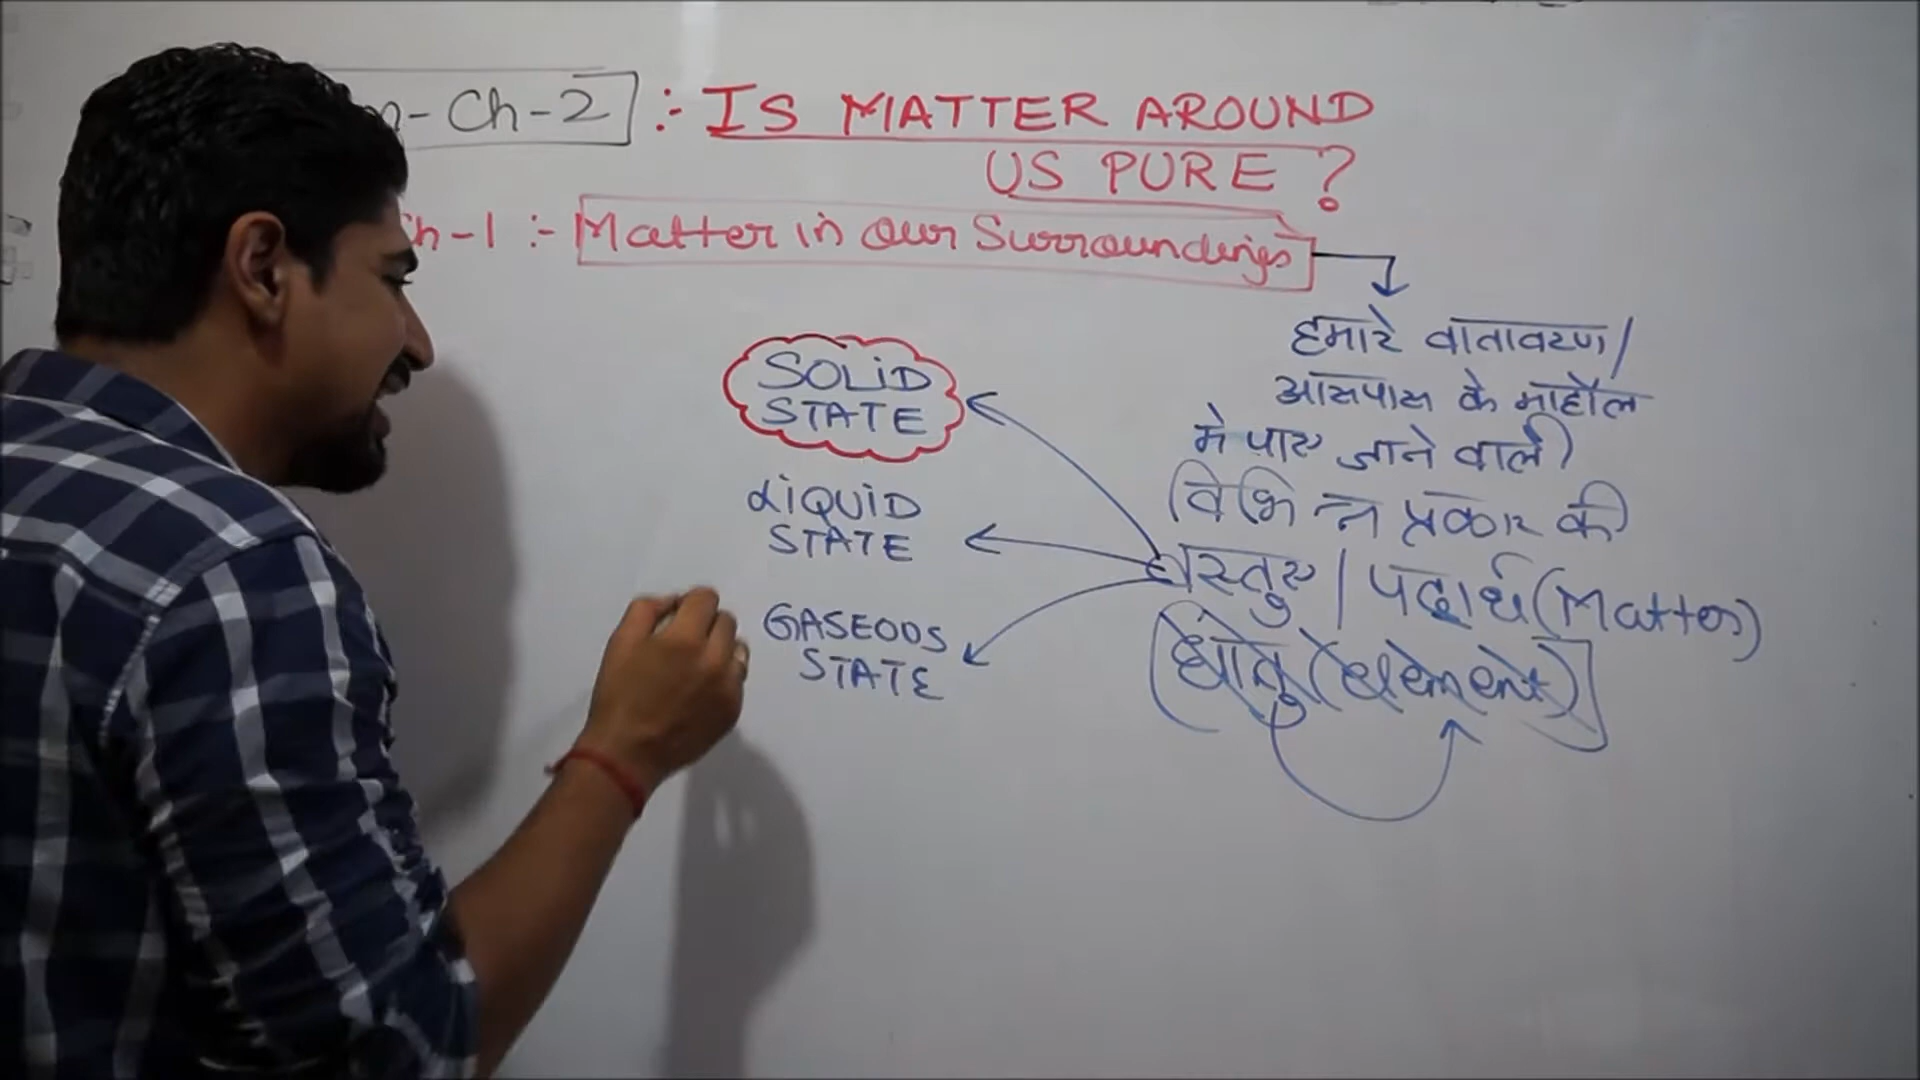 -Ch-2 :- IS MATTER AROUND
US PURE ?
Ch-1 :- Matter in our Surroundings
हमारे वातावरण /
आसपास के माहौल
मे पाए जाने वाली
विभिन्न प्रकार की
वस्तुए / पदार्थ (Matter)
SOLID
STATE
LIQUID
STATE
GASEOUS
STATE